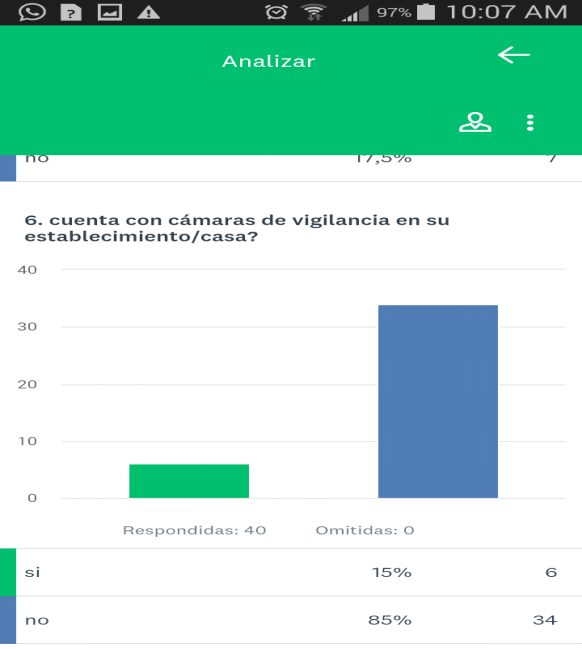 97% 10:07 AM
Analizar
no 17,5% 7
6. cuenta con cámaras de vigilancia en su
establecimiento/casa?
40
30
20
10
0
Respondidas: 40 Omitidas: 0
si 15% 6
no 85% 34